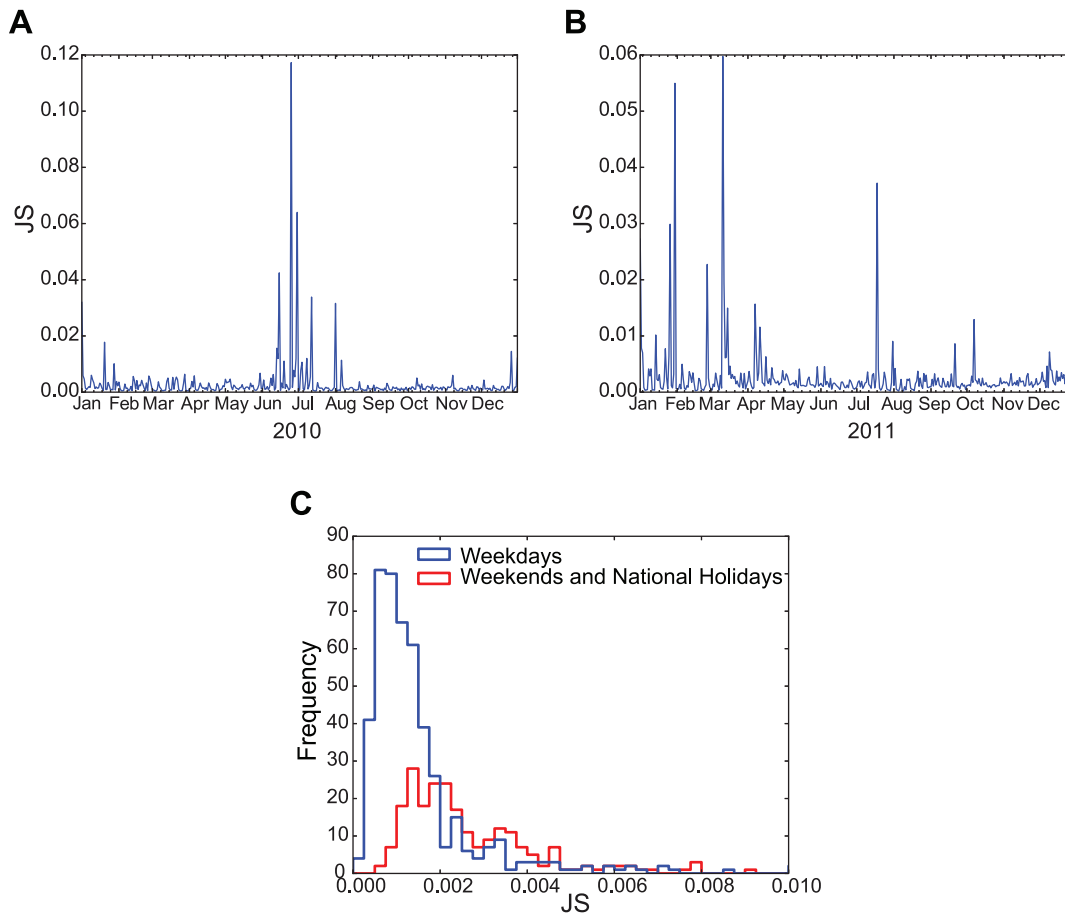 A
0.12
0.10
0.08
0.06
0.04
0.02
0.00
JS
Jan Feb Mar Apr May Jun Jul Aug Sep Oct Nov Dec
2010
B
0.06
0.05
0.04
0.03
0.02
0.01
0.00
JS
Jan Feb Mar Apr May Jun Jul Aug Sep Oct Nov Dec
2011
C
90
80
70
60
50
40
30
20
10
0
Frequency
Weekdays
Weekends and National Holidays
0.000 0.002 0.004 0.006 0.008 0.010
JS